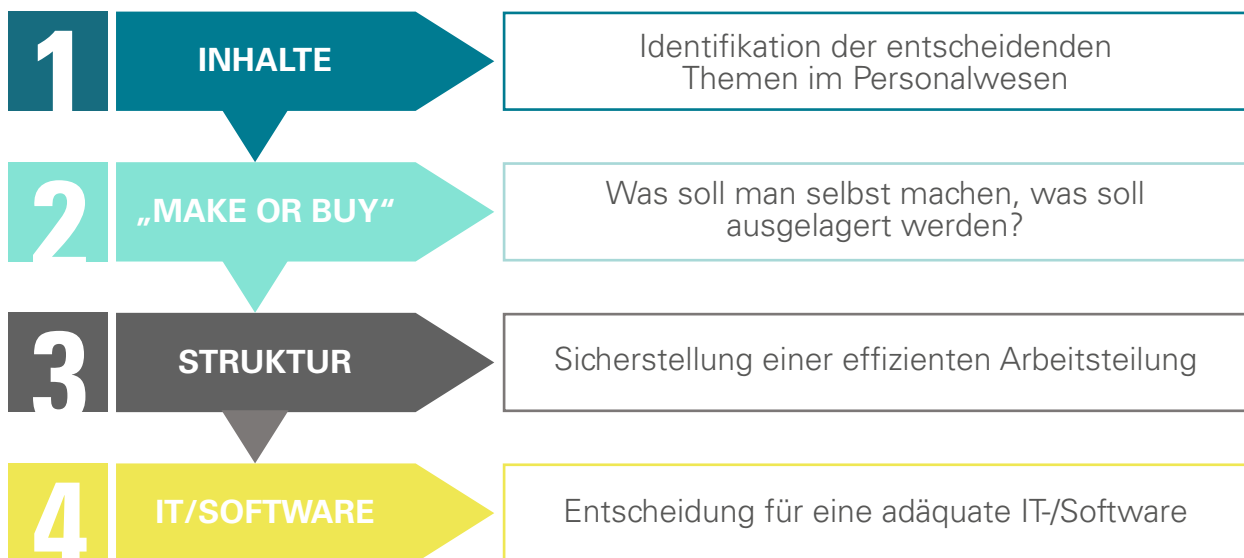 1
INHALTE
Identifikation der entscheidenden
Themen im Personalwesen
2
„MAKE OR BUY“
Was soll man selbst machen, was soll
ausgelagert werden?
3
STRUKTUR
Sicherstellung einer effizienten Arbeitsteilung
4
IT/SOFTWARE
Entscheidung für eine adäquate IT-/Software